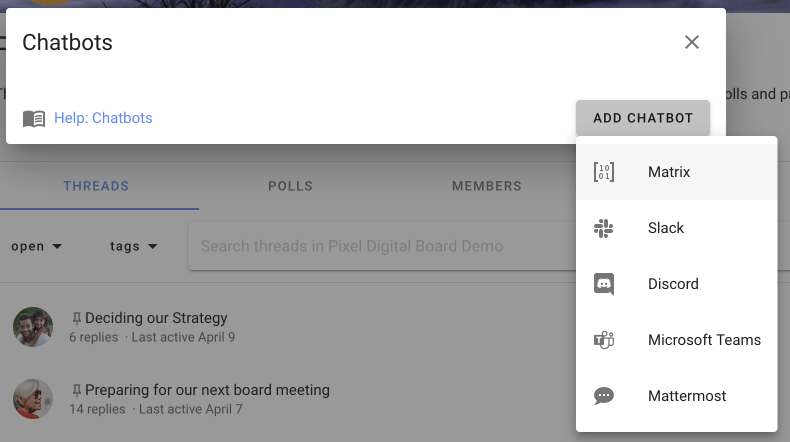 Chatbots
olls and p
Help: Chatbots
ADD CHATBOT
THREADS
POLLS
MEMBERS
Matrix
Slack
Discord
Microsoft Teams
Mattermost
open
tags
Search threads in Pixel Digital Board Demo
Deciding our Strategy
6 replies · Last active April 9
Preparing for our next board meeting
14 replies · Last active April 7